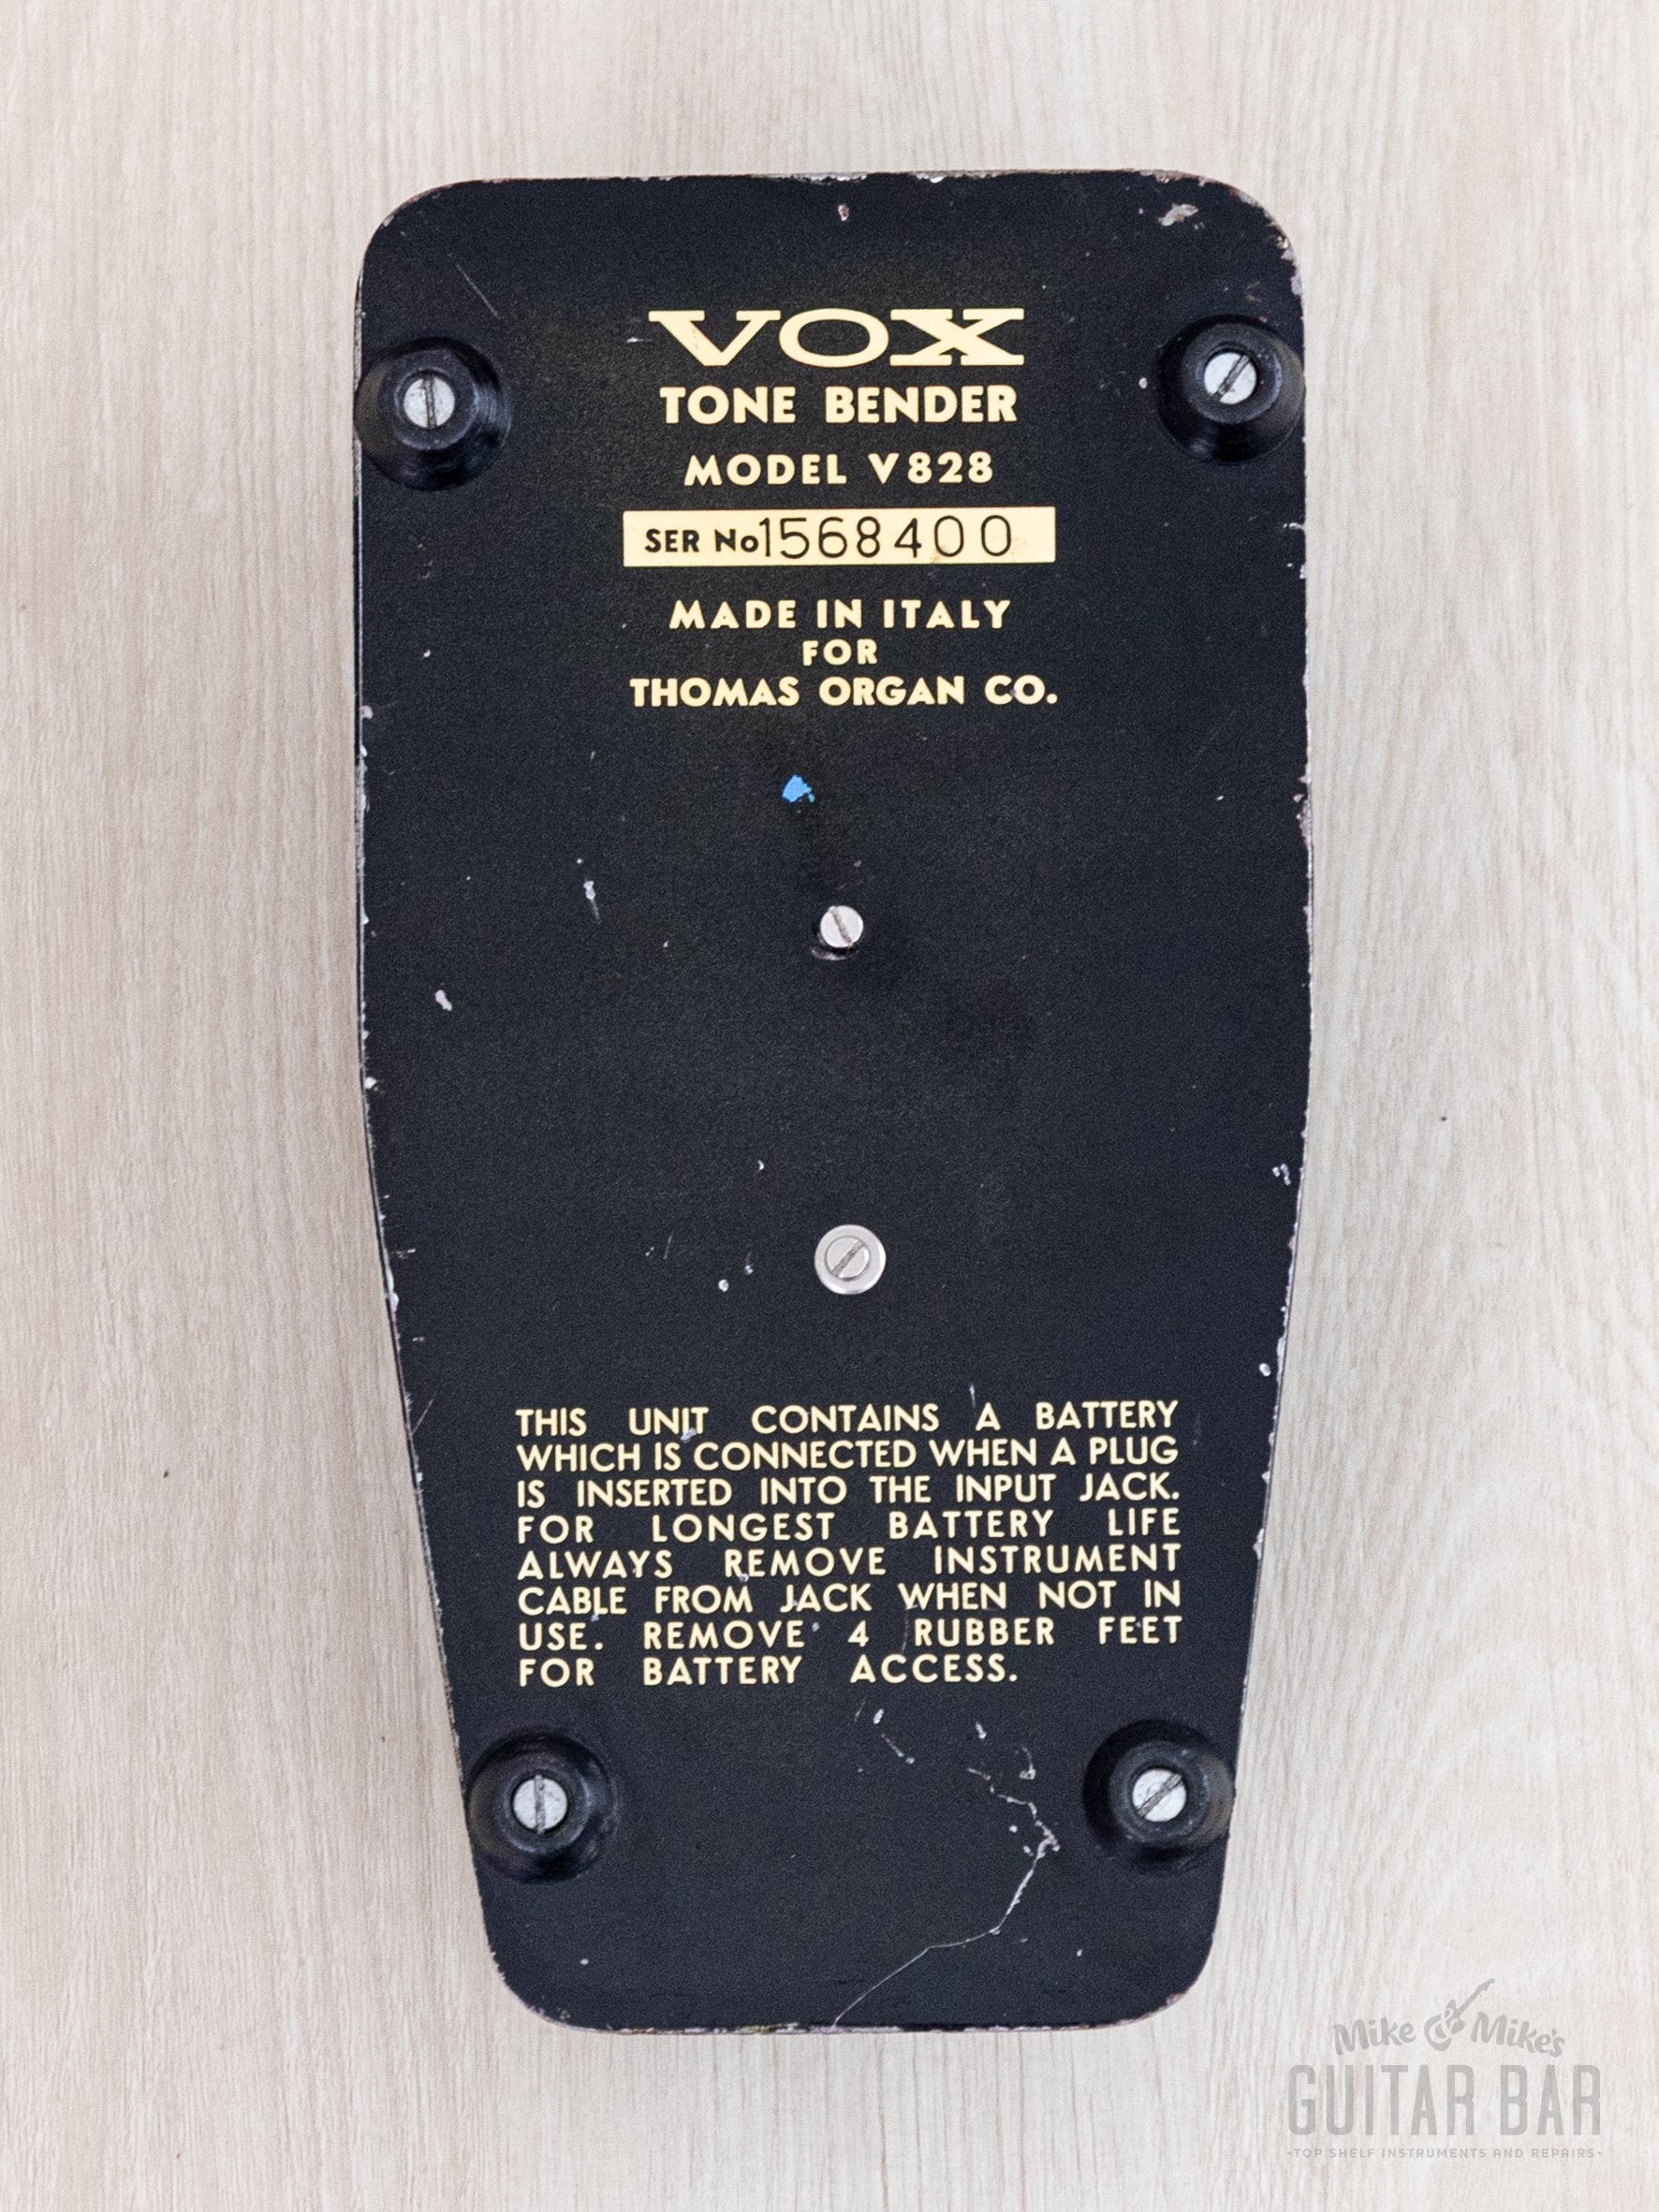 VOX
TONE BENDER
MODEL V828
SER No 1568400
MADE IN ITALY
FOR
THOMAS ORGAN CO.
THIS UNIT CONTAINS A BATTERY
WHICH IS CONNECTED WHEN A PLUG
IS INSERTED INTO THE INPUT JACK.
FOR LONGEST BATTERY LIFE
ALWAYS REMOVE INSTRUMENT
CABLE FROM JACK WHEN NOT IN
USE. REMOVE 4 RUBBER FEET
FOR BATTERY ACCESS.
Mike & Mike's
GUITAR BAR
•TOP SHELF INSTRUMENTS AND REPAIRS•